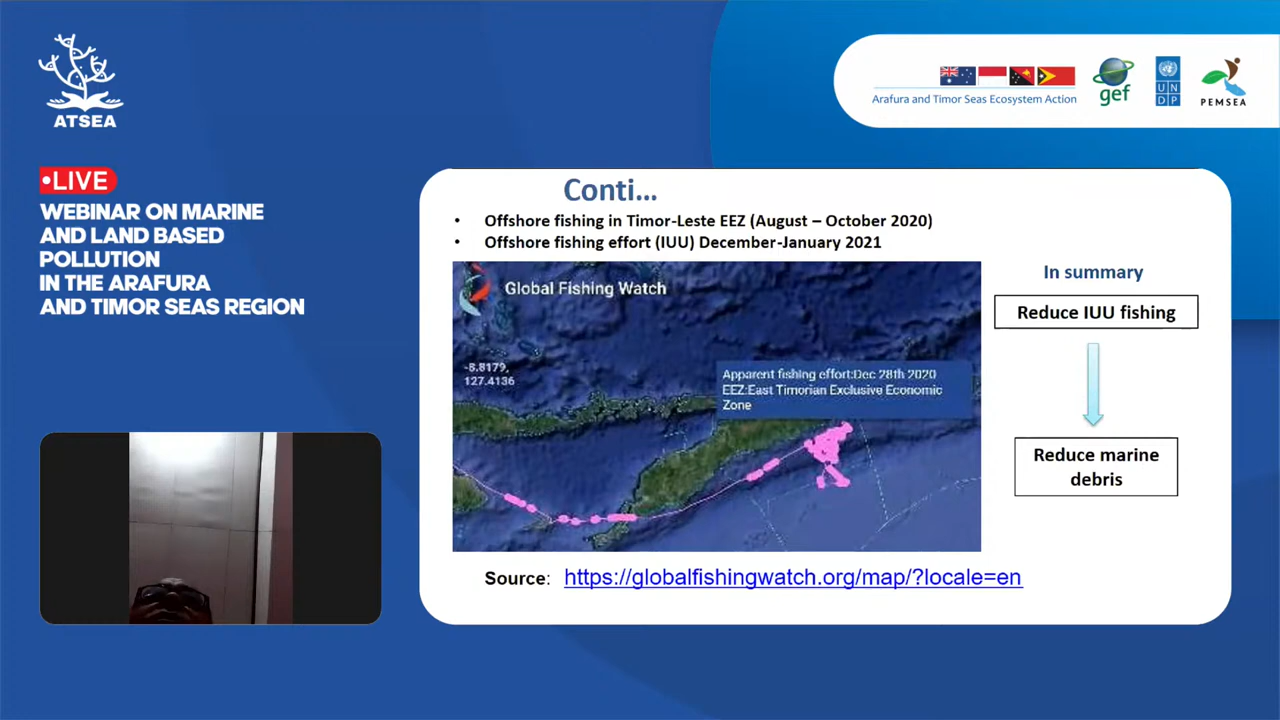 ATSEA
•LIVE
WEBINAR ON MARINE
AND LAND BASED
POLLUTION
IN THE ARAFURA
AND TIMOR SEAS REGION
Arafura and Timor Seas Ecosystem Action
gef
U N
D P
PEMSEA
Conti...
• Offshore fishing in Timor-Leste EEZ (August – October 2020)
• Offshore fishing effort (IUU) December-January 2021
Global Fishing Watch
-8.8179,
127.4136
Apparent fishing effort:Dec 28th 2020
EEZ:East Timorian Exclusive Economic
Zone
In summary
Reduce IUU fishing
Reduce marine
debris
Source: https://globalfishingwatch.org/map/?locale=en